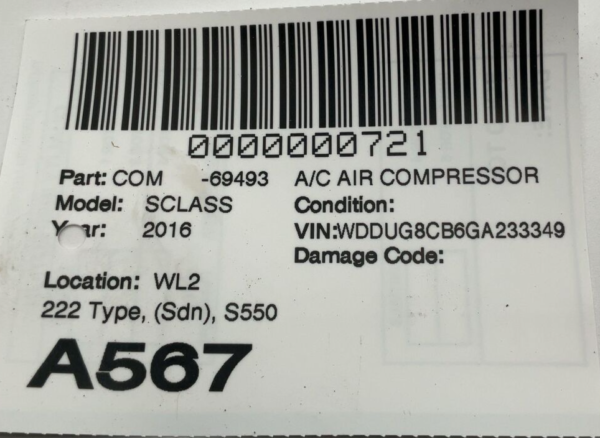 0000000721
Part: COM -69493 A/C AIR COMPRESSOR
Model: SCLASS Condition:
Year: 2016 VIN:WDDUG8CB6GA233349
Damage Code:
Location: WL2
222 Type, (Sdn), S550
A567